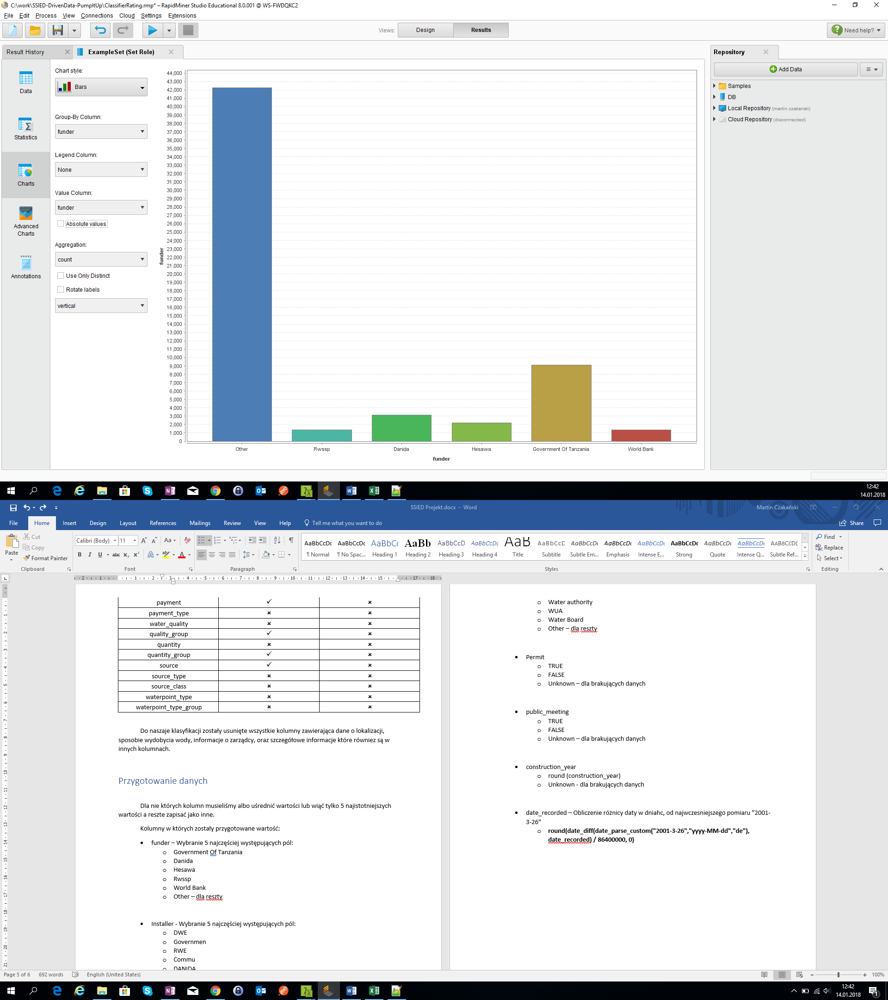 C:\work\SSIED-DrivenData-PumpItUp\ClassifierRating.rmp* – RapidMiner Studio Educational 8.0.001 @ WS-FWDQKC2
File Edit Process View Connections Cloud Settings Extensions
Views: Design Results
Need help?
Result History
ExampleSet (Set Role)
Repository
Data
Statistics
Charts
Advanced Charts
Annotations
Chart style:
Bars
Group-By Column:
funder
Legend Column:
None
Value Column:
funder
Absolute values
Aggregation:
count
Use Only Distinct
Rotate labels
vertical
44,000
43,000
42,000
41,000
40,000
39,000
38,000
37,000
36,000
35,000
34,000
33,000
32,000
31,000
30,000
29,000
28,000
27,000
26,000
25,000
24,000
23,000
22,000
21,000
20,000
19,000
18,000
17,000
16,000
15,000
14,000
13,000
12,000
11,000
10,000
9,000
8,000
7,000
6,000
5,000
4,000
3,000
2,000
1,000
0
funder
Other Rwssp Danida Hesawa Government Of Tanzania World Bank
funder
Add Data
Samples
DB
Local Repository (martin.czakanski)
Cloud Repository (disconnected)
12:42
14.01.2018
SSIED Projekt.docx - Word
Martin Czakański
File Home Insert Design Layout References Mailings Review View Help Tell me what you want to do
Share
Paste
Cut
Copy
Format Painter
Clipboard
Calibri (Body) 11
Font
Paragraph
AaBbCcDc AaBbCcDc AaBbC( AaBb AaBbCcD AaBbCcDc AaB AaBbCcD AaBbCcDc AaBbCcDc AaBbCcDc AaBbCcDc AaBbCcDc AaBbCcDc AABBCCDE
¶ Normal ¶ No Spac... Heading 1 Heading 2 Heading 3 Heading 4 Title Subtitle Subtle Em... Emphasis Intense E... Strong Quote Intense Q... Subtle Ref...
Styles
Find
Replace
Select
Editing
payment ✓ ×
payment_type × ×
water_quality × ×
quality_group ✓ ×
quantity × ×
quantity_group ✓ ×
source ✓ ×
source_type × ×
source_class × ×
waterpoint_type × ×
waterpoint_type_group × ×
Do naszaje klasyfikacji zostały usunięte wszystkie kolumny zawierająca dane o lokalizacji,
sposobie wydobycia wody, informacje o zarządcy, oraz szczegółowe informacje które równiez są w
innych kolumnach.
Przygotowanie danych
Dla nie których kolumn musieliśmy albo uśrednić wartości lub wiąć tylko 5 najistotniejszych
wartości a reszte zapisać jako inne.
Kolumny w których zostały przygotowane wartość:
• funder – Wybranie 5 najczęściej występujących pól:
o Government Of Tanzania
o Danida
o Hesawa
o Rwssp
o World Bank
o Other – dla reszty
• Installer - Wybranie 5 najczęściej występujących pól:
o DWE
o Governmen
o RWE
o Commu
o DANIDA
o Water authority
o WUA
o Water Board
o Other – dla reszty
• Permit
o TRUE
o FALSE
o Unknown – dla brakujących danych
• public_meeting
o TRUE
o FALSE
o Unknown – dla brakujących danych
• construction_year
o round (construction_year)
o Unknown - dla brakujących danych
• date_recorded – Obliczenie różnicy daty w dniahc, od najwczesniejszego pomiaru ”2001-
3-26”
o round(date_diff(date_parse_custom("2001-3-26","yyyy-MM-dd","de"),
date_recorded) / 86400000, 0)
Page 5 of 6 692 words English (United States)
100%
12:42
14.01.2018